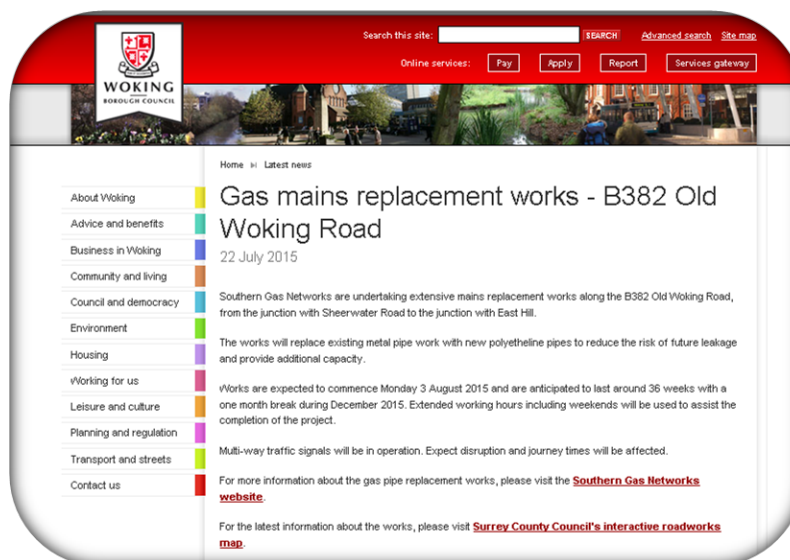 Search this site: SEARCH Advanced search Site map
Online services: Pay Apply Report Services gateway
WOKING
BOROUGH COUNCIL
Home Latest news
About Woking
Advice and benefits
Business in Woking
Community and living
Council and democracy
Environment
Housing
Working for us
Leisure and culture
Planning and regulation
Transport and streets
Contact us
Gas mains replacement works - B382 Old
Woking Road
22 July 2015
Southern Gas Networks are undertaking extensive mains replacement works along the B382 Old Woking Road,
from the junction with Sheerwater Road to the junction with East Hill.
The works will replace existing metal pipe work with new polyetheline pipes to reduce the risk of future leakage
and provide additional capacity.
Works are expected to commence Monday 3 August 2015 and are anticipated to last around 36 weeks with a
one month break during December 2015. Extended working hours including weekends will be used to assist the
completion of the project.
Multi-way traffic signals will be in operation. Expect disruption and journey times will be affected.
For more information about the gas pipe replacement works, please visit the Southern Gas Networks
website.
For the latest information about the works, please visit Surrey County Council's interactive roadworks
map.